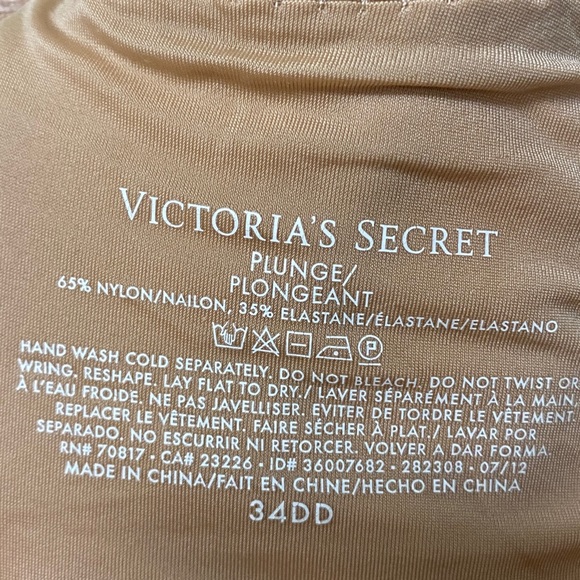 VICTORIA'S SECRET
PLUNGE/
PLONGEANT
65% NYLON/NAILON, 35% ELASTANE/ÉLASTANE/ELASTANO
P
HAND WASH COLD SEPARATELY. DO NOT BLEACH. DO NOT TWIST OR
WRING. RESHAPE. LAY FLAT TO DRY./ LAVER SÉPARÉMENT À LA MAIN
À L'EAU FROIDE. NE PAS JAVELLISER. EVITER DE TORDRE LE VÊTEMENT.
REPLACER LE VÊTEMENT. FAIRE SÉCHER À PLAT./ LAVAR POR
SEPARADO. NO ESCURRIR NI RETORCER. VOLVER A DAR FORMA.
RN# 70817 • CA# 23226 • ID# 36007682 • 282308 • 07/12
MADE IN CHINA/FAIT EN CHINE/HECHO EN CHINA
34DD